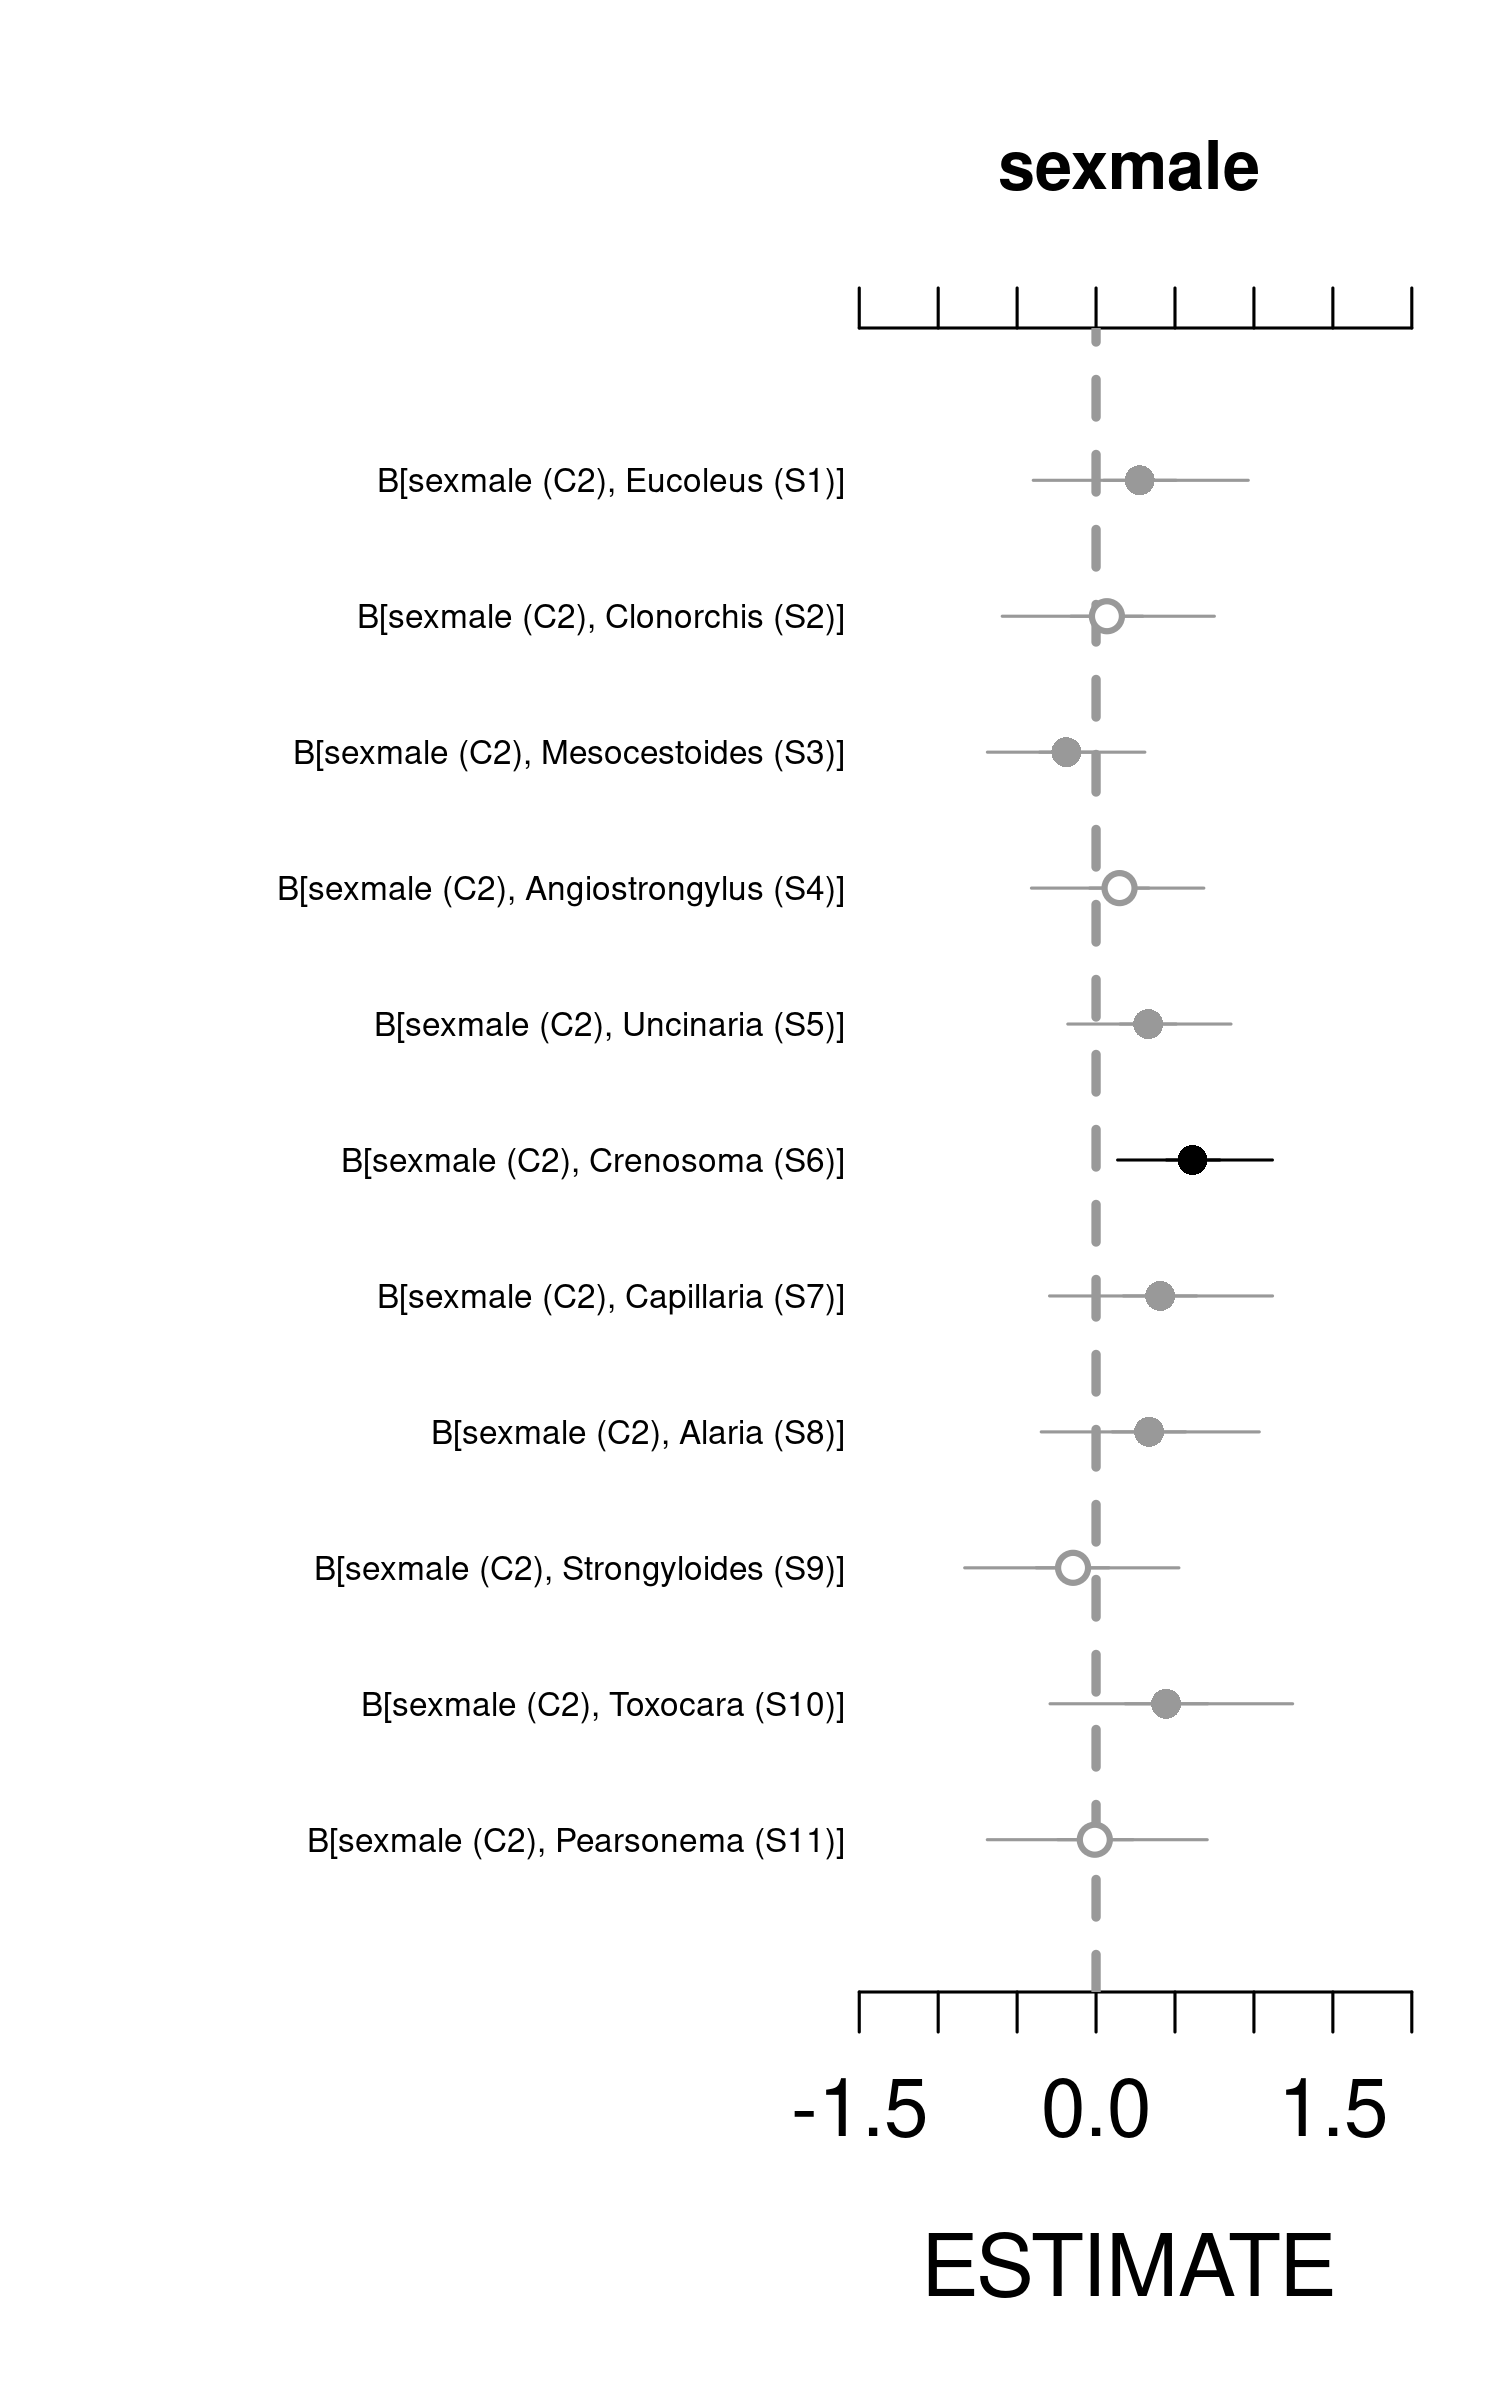 sexmale
B[sexmale (C2), Eucoleus (S1)]
B[sexmale (C2), Clonorchis (S2)]
B[sexmale (C2), Mesocestoides (S3)]
B[sexmale (C2), Angiostrongylus (S4)]
B[sexmale (C2), Uncinaria (S5)]
B[sexmale (C2), Crenosoma (S6)]
B[sexmale (C2), Capillaria (S7)]
B[sexmale (C2), Alaria (S8)]
B[sexmale (C2), Strongyloides (S9)]
B[sexmale (C2), Toxocara (S10)]
B[sexmale (C2), Pearsonema (S11)]
-1.5 0.0 1.5
ESTIMATE